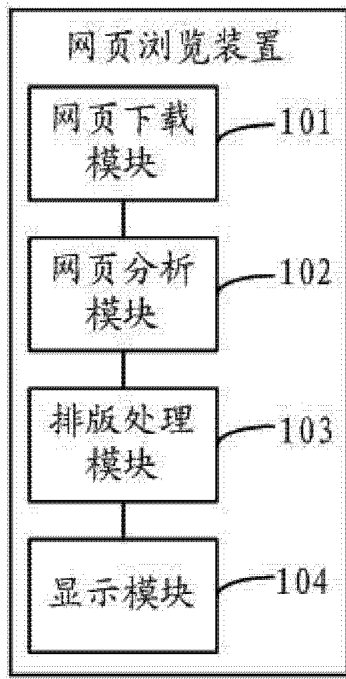 网页浏览装置
网页下载
模块
101
网页分析
模块
102
排版处理
模块
103
显示模块
104